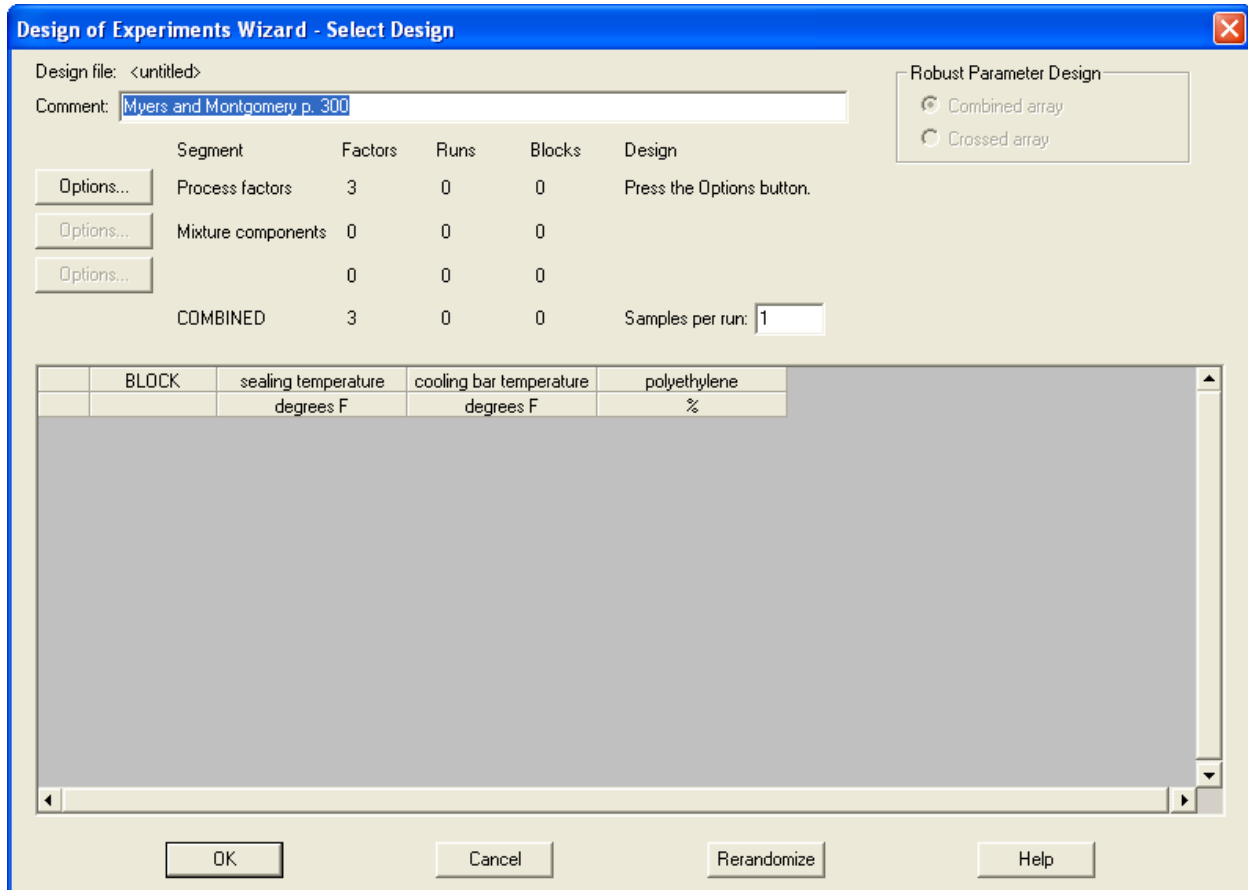 Design of Experiments Wizard - Select Design
Design file: <untitled>
Robust Parameter Design
Comment: Myers and Montgomery p. 300
Combined array
Crossed array
Segment Factors Runs Blocks Design
Options... Process factors 3 0 0 Press the Options button.
Options... Mixture components 0 0 0
Options... 0 0 0
COMBINED 3 0 0 Samples per run: 1
BLOCK sealing temperature cooling bar temperature polyethylene
degrees F degrees F %
OK Cancel Rerandomize Help